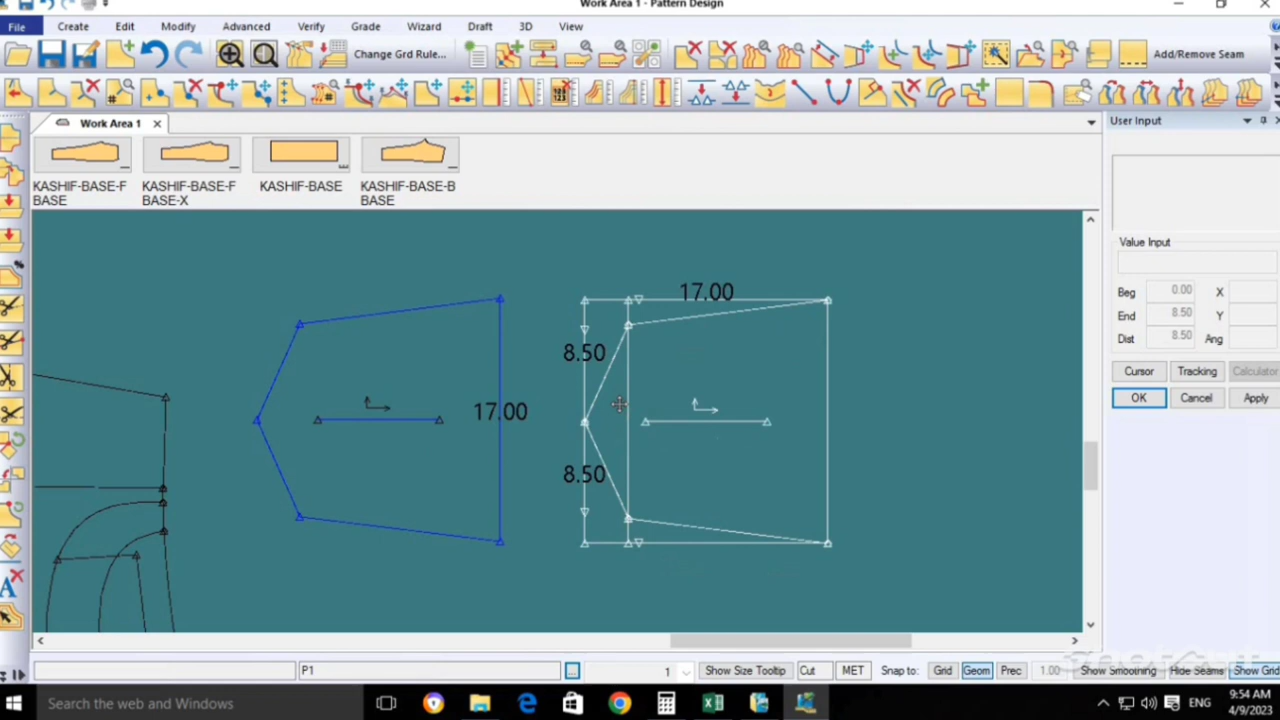 Work Area 1 - Pattern Design
File Create Edit Modify Advanced Verify Grade Wizard Draft 3D View
Change Grd Rule... Add/Remove Seam
Work Area 1
User Input
KASHIF-BASE-F
BASE
KASHIF-BASE-F
BASE-X
KASHIF-BASE
KASHIF-BASE-B
BASE
17.00
8.50
17.00
8.50
Value Input
Beg 0.00 X
End 8.50 Y
Dist 8.50 Ang
Cursor Tracking Calculator
OK Cancel Apply
P1 1 Show Size Tooltip Cut MET Snap to: Grid Geom Prec 1.00 Show Smoothing Hide Seams Show Grid
Search the web and Windows
ENG
9:54 AM
4/9/2023